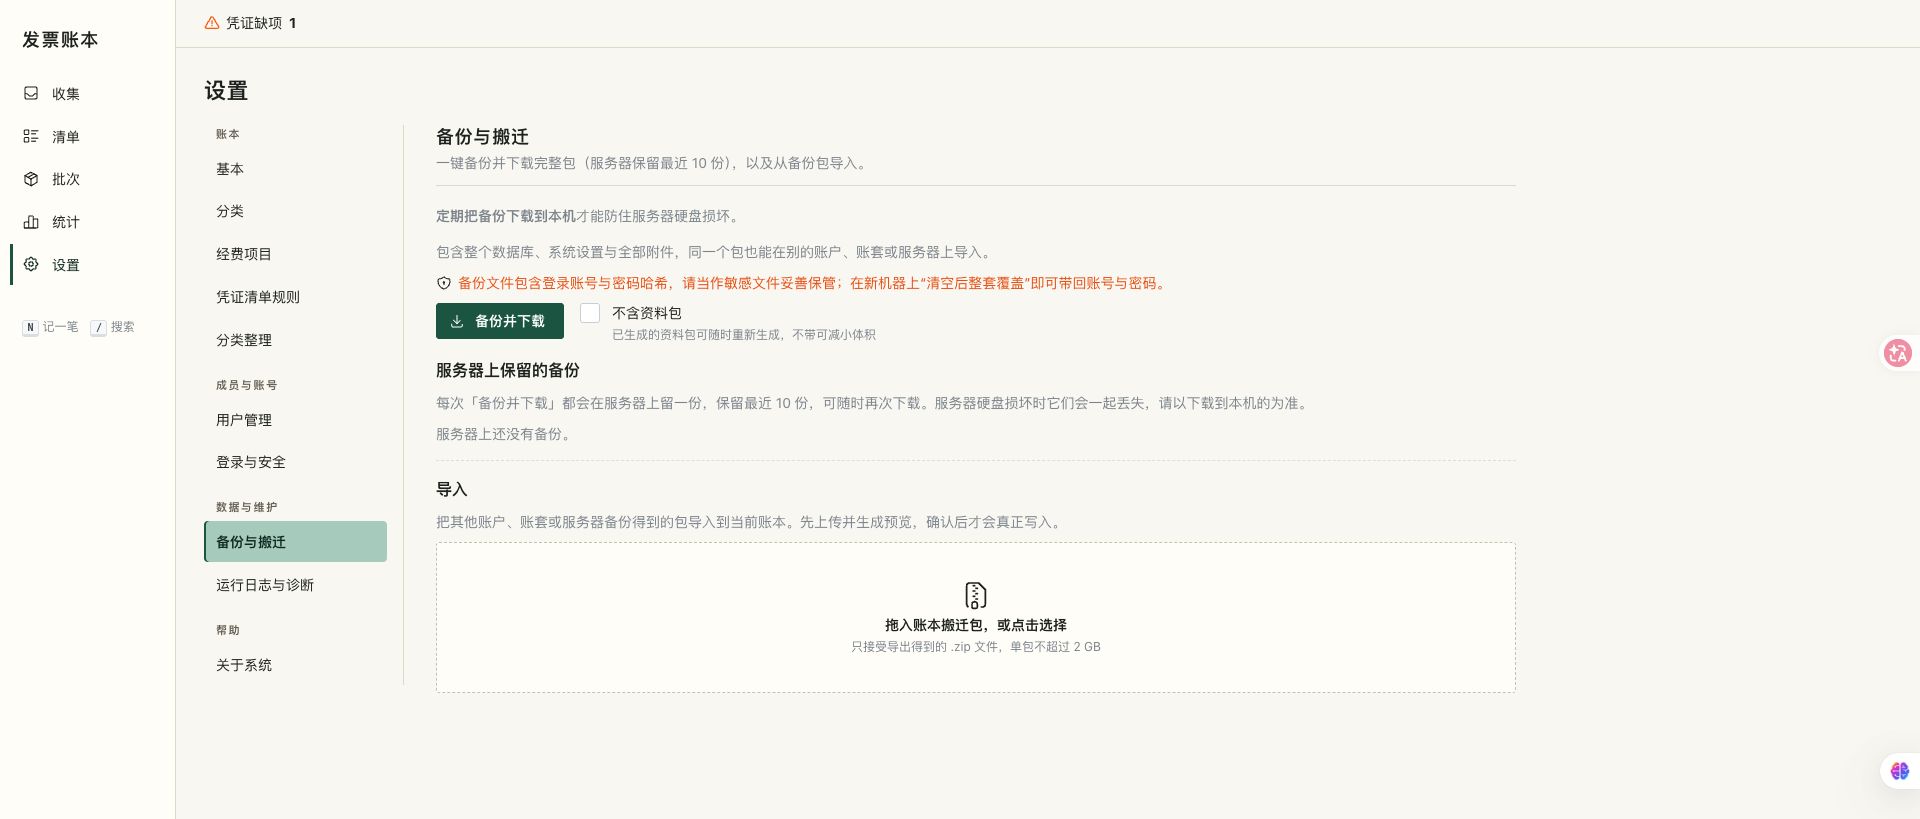 发票账本
收集
清单
批次
统计
设置
N 记一笔 / 搜索
凭证缺项 1
设置
账本
基本
分类
经费项目
凭证清单规则
分类整理
成员与账号
用户管理
登录与安全
数据与维护
备份与搬迁
运行日志与诊断
帮助
关于系统
备份与搬迁
一键备份并下载完整包（服务器保留最近 10 份），以及从备份包导入。
定期把备份下载到本机才能防住服务器硬盘损坏。
包含整个数据库、系统设置与全部附件，同一个包也能在别的账户、账套或服务器上导入。
备份文件包含登录账号与密码哈希，请当作敏感文件妥善保管；在新机器上“清空后整套覆盖”即可带回账号与密码。
备份并下载
不含资料包
已生成的资料包可随时重新生成，不带可减小体积
服务器上保留的备份
每次「备份并下载」都会在服务器上留一份，保留最近 10 份，可随时再次下载。服务器硬盘损坏时它们会一起丢失，请以下载到本机的为准。
服务器上还没有备份。
导入
把其他账户、账套或服务器备份得到的包导入到当前账本。先上传并生成预览，确认后才会真正写入。
拖入账本搬迁包，或点击选择
只接受导出得到的 .zip 文件，单包不超过 2 GB